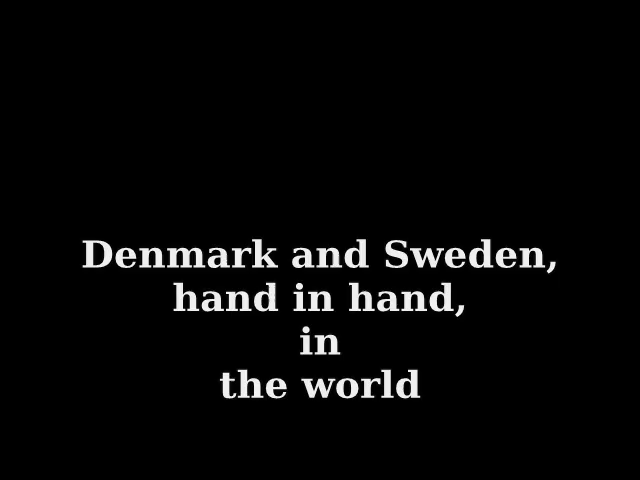 Denmark and Sweden,
hand in hand,
in
the world